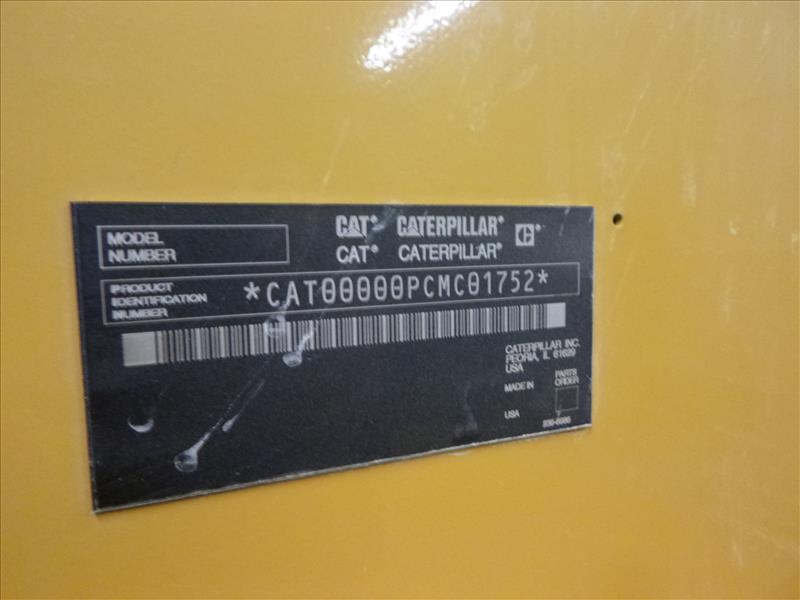 MODEL
NUMBER
CAT® CATERPILLAR®
CAT® CATERPILLAR®
PRODUCT
IDENTIFICATION
NUMBER
*CAT00000PCMC01752*
CATERPILLAR INC.
PEORIA, IL 61629
USA
MADE IN
PARTS
ORDER
USA
7